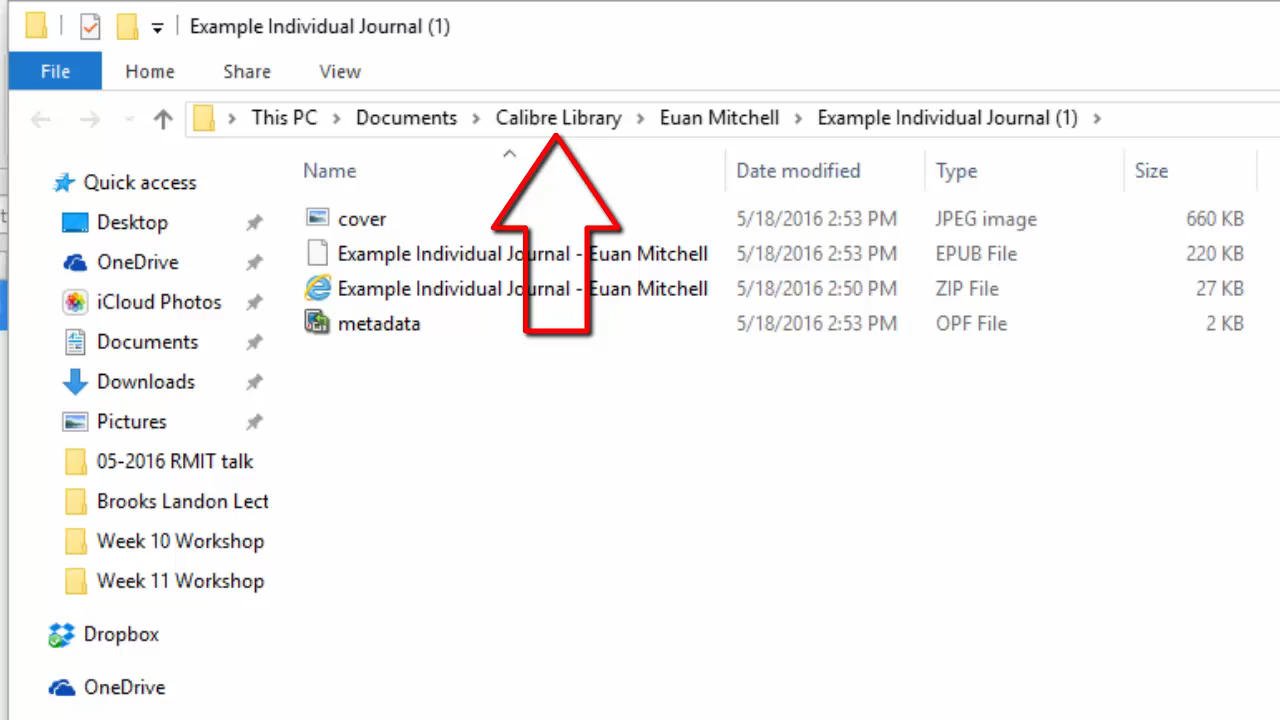 Example Individual Journal (1)
File Home Share View
This PC > Documents > Calibre Library > Euan Mitchell > Example Individual Journal (1) >
Name Date modified Type Size
cover 5/18/2016 2:53 PM JPEG image 660 KB
Example Individual Journal - Euan Mitchell 5/18/2016 2:53 PM EPUB File 220 KB
Example Individual Journal - Euan Mitchell 5/18/2016 2:50 PM ZIP File 27 KB
metadata 5/18/2016 2:53 PM OPF File 2 KB
Quick access
Desktop
OneDrive
iCloud Photos
Documents
Downloads
Pictures
05-2016 RMIT talk
Brooks Landon Lect
Week 10 Workshop
Week 11 Workshop
Dropbox
OneDrive